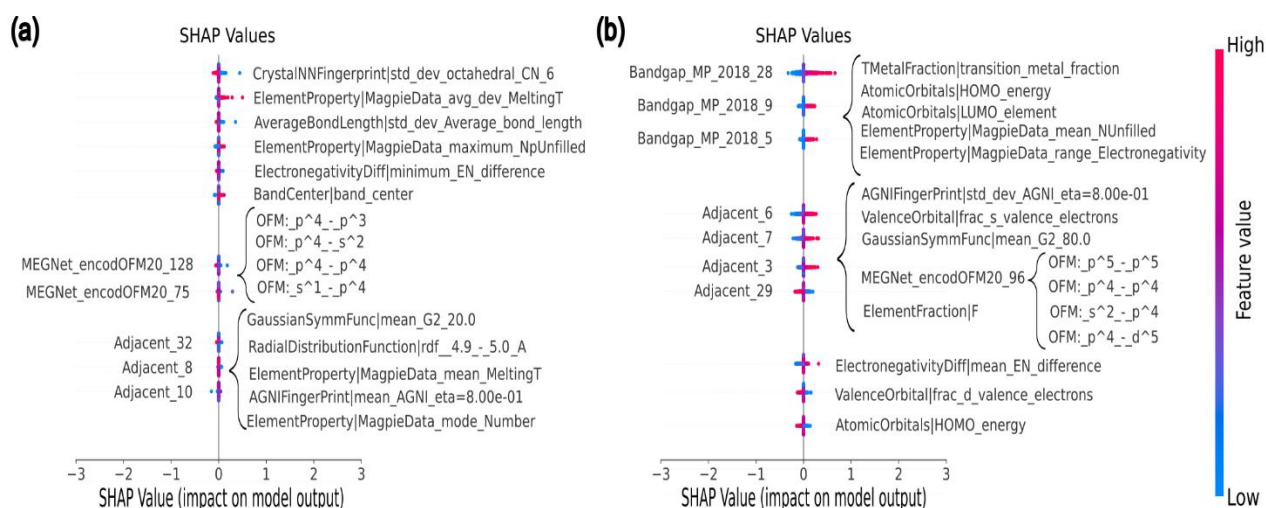 (a)
SHAP Values
CrystalNNFingerprint|std_dev_octahedral_CN_6
ElementProperty|MagpieData_avg_dev_MeltingT
AverageBondLength|std_dev_Average_bond_length
ElementProperty|MagpieData_maximum_NpUnfilled
ElectronegativityDiff|minimum_EN_difference
BandCenter|band_center
OFM:_p^4_-_p^3
OFM:_p^4_-_s^2
MEGNet_encodOFM20_128
OFM:_p^4_-_p^4
MEGNet_encodOFM20_75
OFM:_s^1_-_p^4
GaussianSymmFunc|mean_G2_20.0
Adjacent_32
RadialDistributionFunction|rdf__4.9_-_5.0_A
Adjacent_8
ElementProperty|MagpieData_mean_MeltingT
Adjacent_10
AGNIFingerPrint|mean_AGNI_eta=8.00e-01
ElementProperty|MagpieData_mode_Number
−3 −2 −1 0 1 2 3
SHAP Value (impact on model output)
(b)
SHAP Values
Bandgap_MP_2018_28
TMetalFraction|transition_metal_fraction
AtomicOrbitals|HOMO_energy
Bandgap_MP_2018_9
AtomicOrbitals|LUMO_element
Bandgap_MP_2018_5
ElementProperty|MagpieData_mean_NUnfilled
ElementProperty|MagpieData_range_Electronegativity
AGNIFingerPrint|std_dev_AGNI_eta=8.00e-01
Adjacent_6
ValenceOrbital|frac_s_valence_electrons
Adjacent_7
GaussianSymmFunc|mean_G2_80.0
Adjacent_3
MEGNet_encodOFM20_96
OFM:_p^5_-_p^5
OFM:_p^4_-_p^4
Adjacent_29
ElementFraction|F
OFM:_s^2_-_p^4
OFM:_p^4_-_d^5
ElectronegativityDiff|mean_EN_difference
ValenceOrbital|frac_d_valence_electrons
AtomicOrbitals|HOMO_energy
−3 −2 −1 0 1 2 3
SHAP Value (impact on model output)
High
Feature value
Low